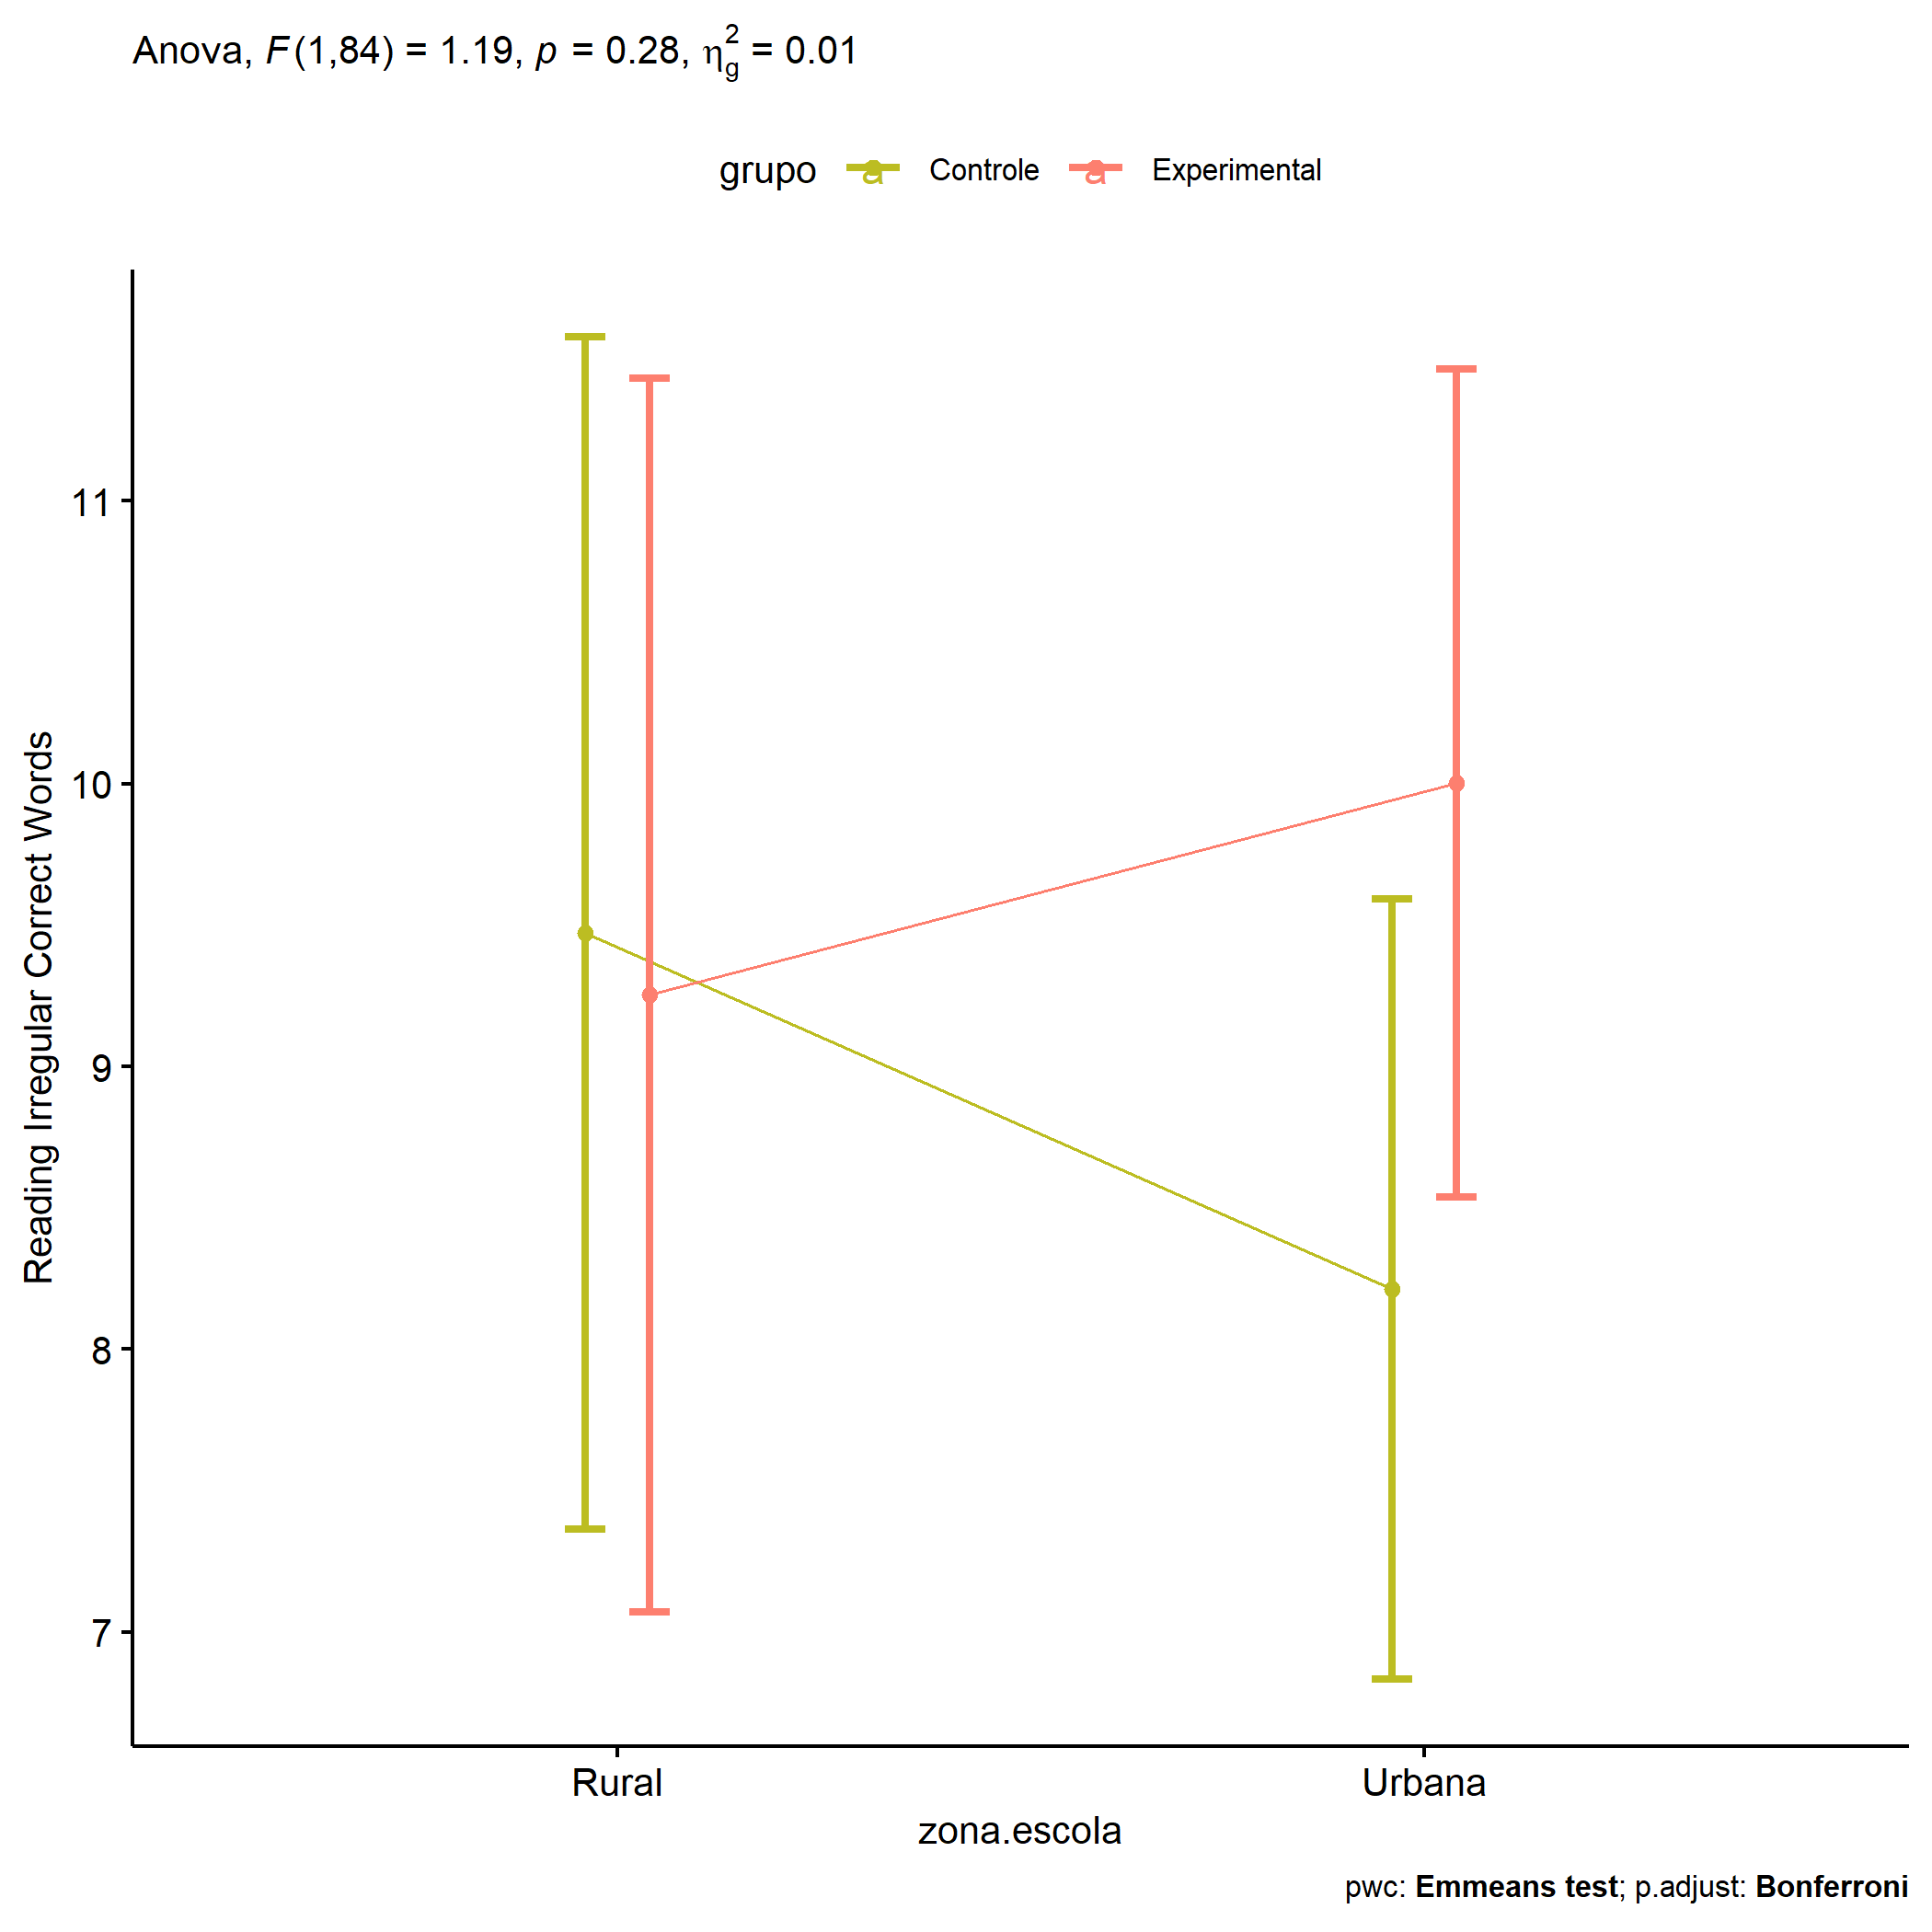 Anova, F(1,84) = 1.19, p = 0.28, η²g = 0.01
grupo a Controle a Experimental
Reading Irregular Correct Words
11
10
9
8
7
Rural Urbana
zona.escola
pwc: Emmeans test; p.adjust: Bonferroni